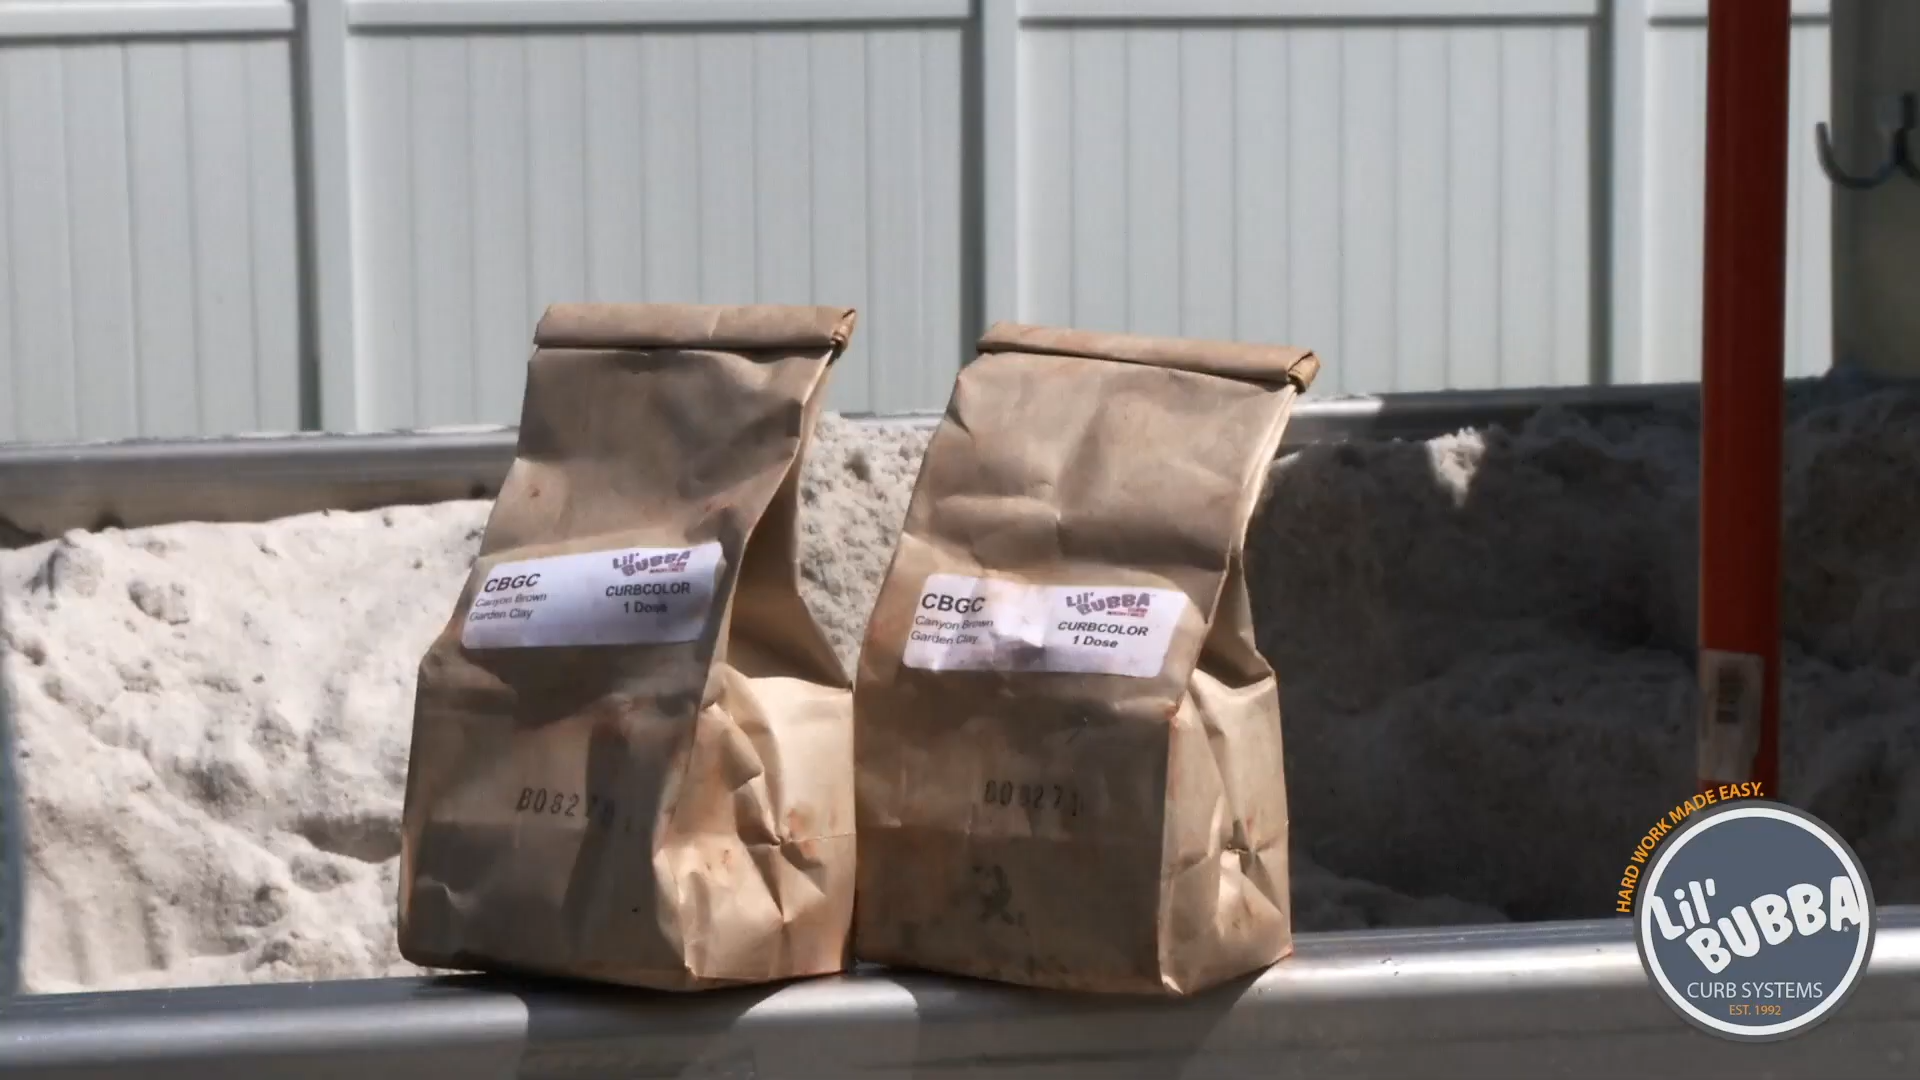 CBGC
Canyon Brown
Garden Clay
Lil'
BUBBA
CURBCOLOR
1 Dose
CBGC
Canyon Brown
Garden Clay
Lil'
BUBBA
CURBCOLOR
1 Dose
HARD WORK MADE EASY.
Lil'
BUBBA®
CURB SYSTEMS
EST. 1992